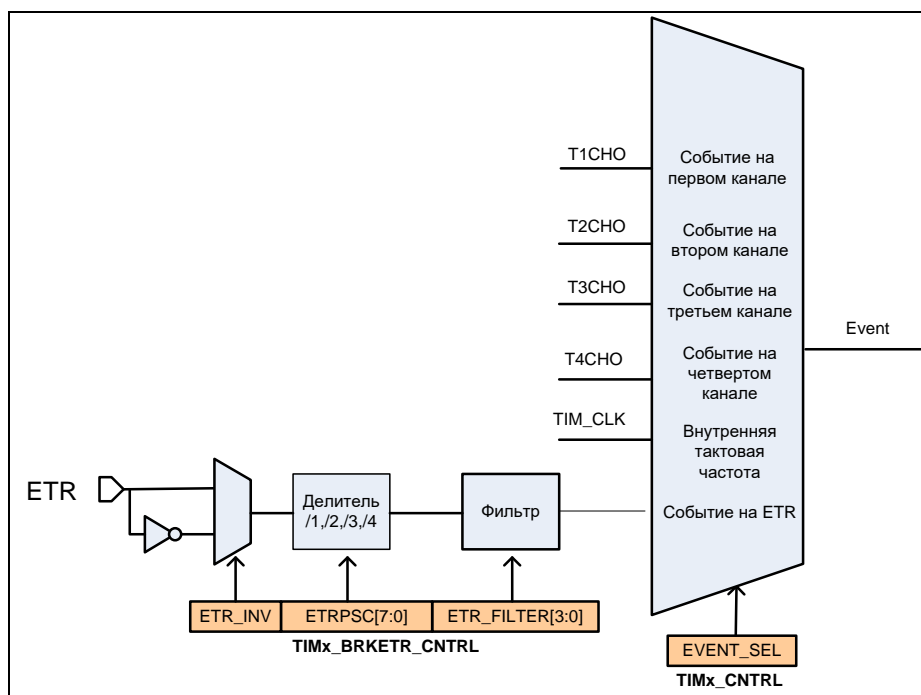 T1CHO
Событие на
первом канале
T2CHO
Событие на
втором канале
T3CHO
Событие на
третьем канале
Event
T4CHO
Событие на
четвертом
канале
TIM_CLK
Внутренняя
тактовая
частота
ETR
Делитель
/1,/2,/3,/4
Фильтр
Событие на ETR
ETR_INV
ETRPSC[7:0]
ETR_FILTER[3:0]
TIMx_BRKETR_CNTRL
EVENT_SEL
TIMx_CNTRL